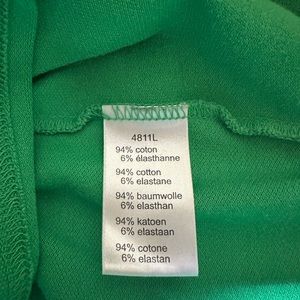 4811L
94% coton
6% élasthanne
94% cotton
6% elastane
94% baumwolle
6% elasthan
94% katoen
6% elastaan
94% cotone
6% elastan